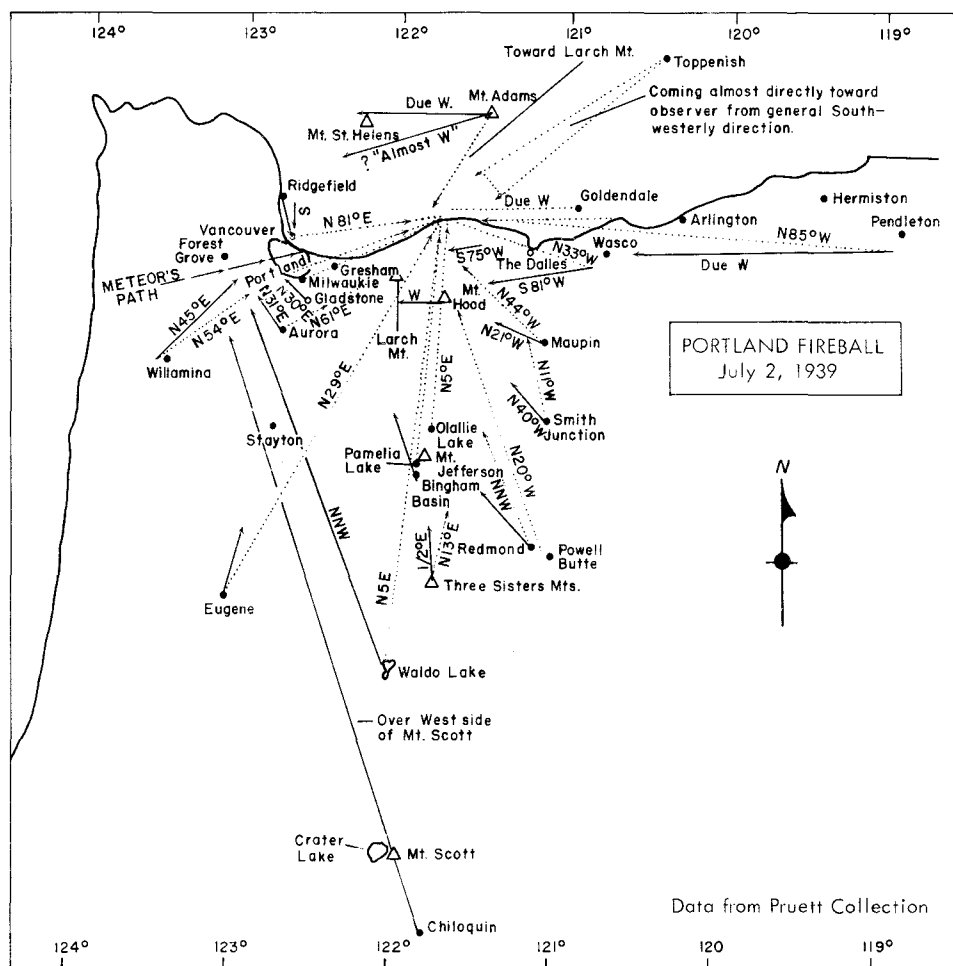 124°
123°
122°
121°
120°
119°
Toward Larch Mt.
Toppenish
Coming almost directly toward
observer from general South-
westerly direction.
Due W.
Mt. Adams
Mt. St. Helens
? "Almost W"
Ridgefield
S
N 81° E
Due W
Goldendale
Hermiston
Arlington
Pendleton
N85°W
Vancouver
Forest
Grove
Portland
Gresham
Milwaukie
Gladstone
S75°W
The Dalles
N33°W
Wasco
Due W
S81°W
METEOR'S
PATH
N45°E
N54°E
N31°E
N30°E
N61°E
Aurora
W
Mt.
Hood
Larch
Mt.
N44°W
N21°W
Maupin
N11°W
Willamina
N29°E
N5°E
PORTLAND FIREBALL
July 2, 1939
Stayton
Olallie
Lake
Pamelia
Lake
Mt.
Jefferson
Bingham
Basin
N40°W
Smith
Junction
N20°W
NNW
NNW
N
Redmond
Powell
Butte
1/2°E
N13°E
Three Sisters Mts.
Eugene
N5E
Waldo Lake
Over West side
of Mt. Scott
Crater
Lake
Mt. Scott
Chiloquin
Data from Pruett Collection
124°
123°
122°
121°
120°
119°